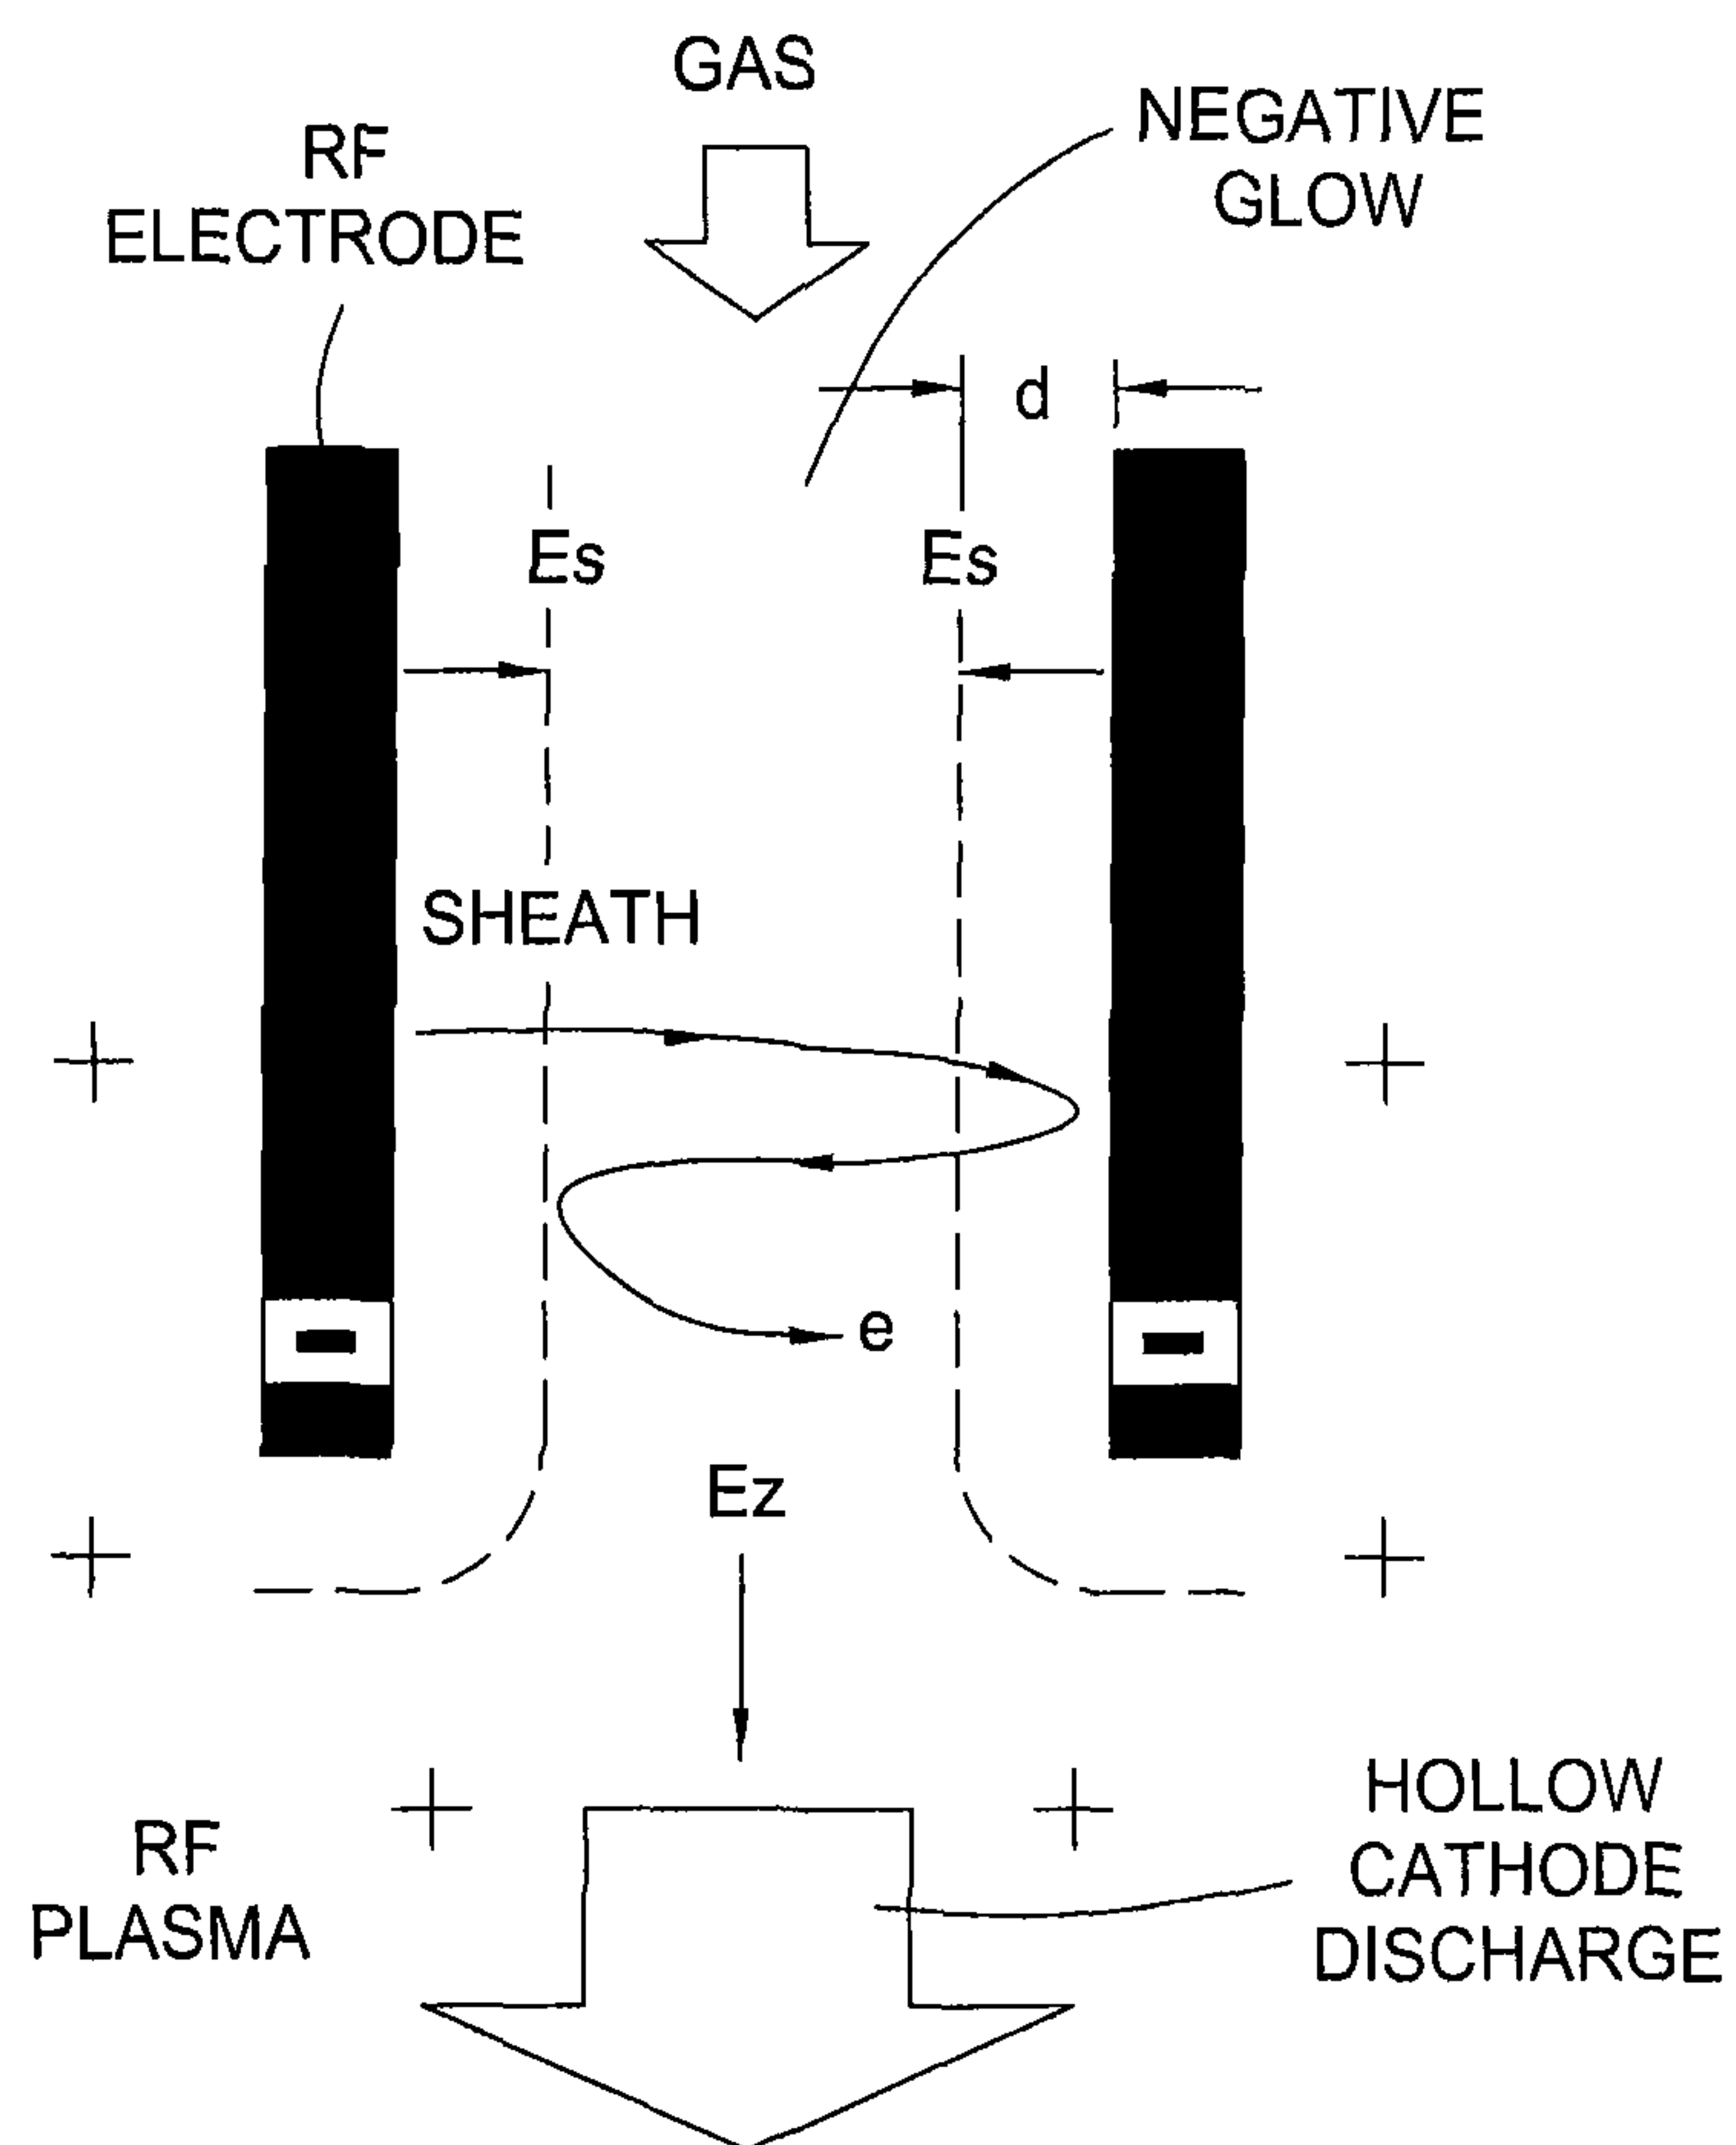 GAS
NEGATIVE
GLOW
RF
ELECTRODE
d
Es
Es
SHEATH
+
+
-
-
e
Ez
+
+
+
+
RF
PLASMA
HOLLOW
CATHODE
DISCHARGE